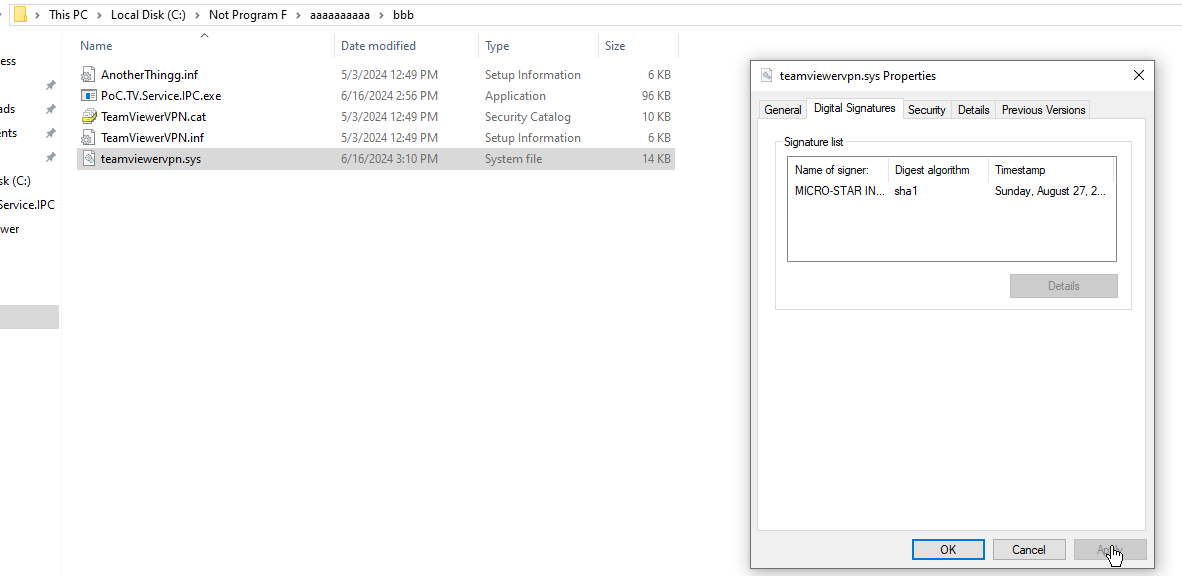 This PC > Local Disk (C:) > Not Program F > aaaaaaaaaa > bbb
Name Date modified Type Size
ess
AnotherThingg.inf 5/3/2024 12:49 PM Setup Information 6 KB
PoC.TV.Service.IPC.exe 6/16/2024 2:56 PM Application 96 KB
ads
TeamViewerVPN.cat 5/3/2024 12:49 PM Security Catalog 10 KB
ents
TeamViewerVPN.inf 5/3/2024 12:49 PM Setup Information 6 KB
teamviewervpn.sys 6/16/2024 3:10 PM System file 14 KB
sk (C:)
Service.IPC
wer
teamviewervpn.sys Properties
General Digital Signatures Security Details Previous Versions
Signature list
Name of signer: Digest algorithm Timestamp
MICRO-STAR IN... sha1 Sunday, August 27, 2...
Details
OK Cancel